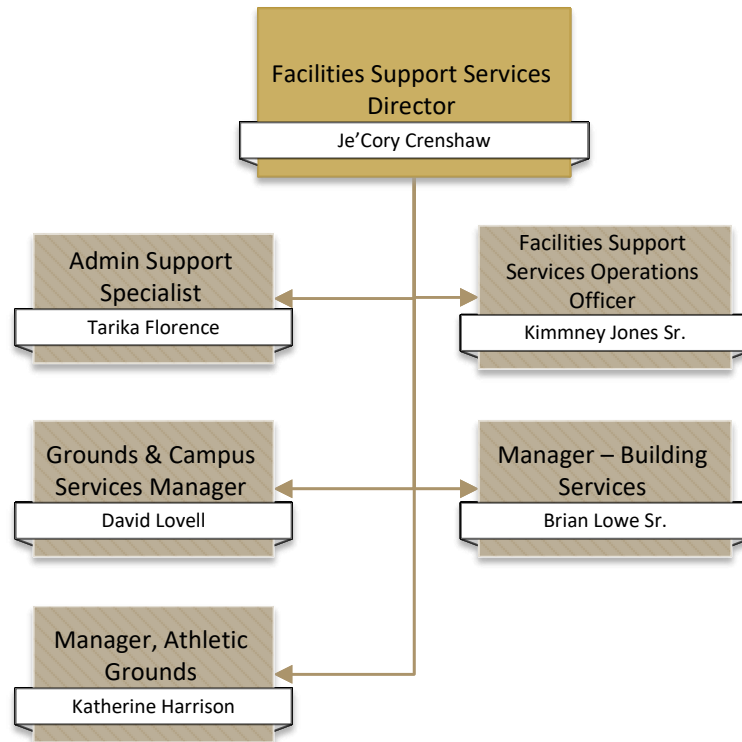 Facilities Support Services
Director
Je’Cory Crenshaw
Admin Support
Specialist
Tarika Florence
Facilities Support
Services Operations
Officer
Kimmney Jones Sr.
Grounds & Campus
Services Manager
David Lovell
Manager – Building
Services
Brian Lowe Sr.
Manager, Athletic
Grounds
Katherine Harrison